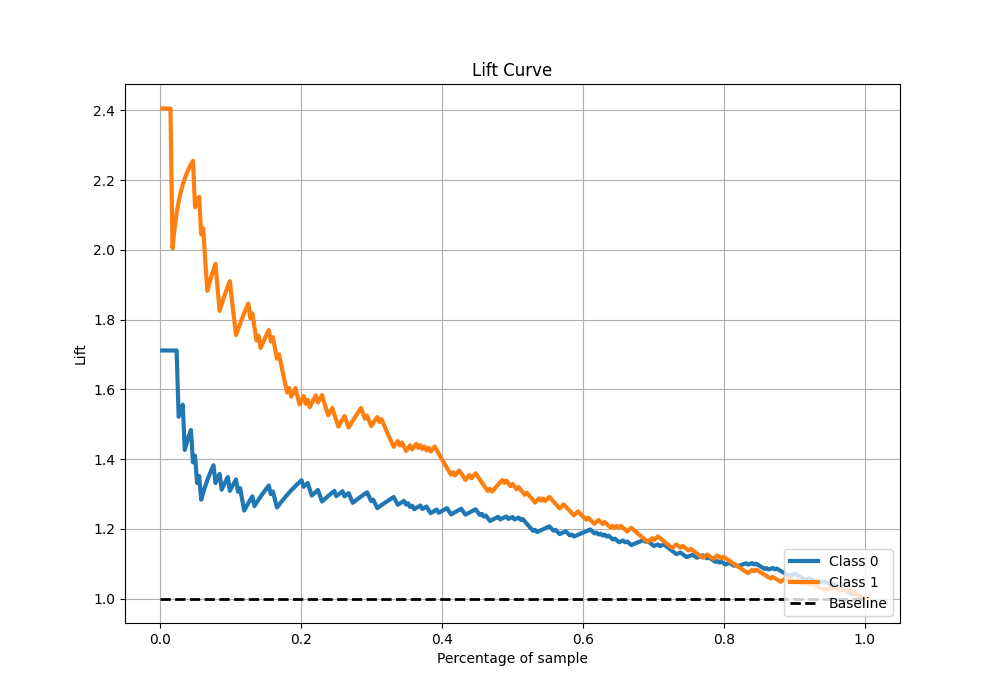 Lift Curve
2.4
2.2
2.0
1.8
1.6
1.4
1.2
1.0
Lift
0.0 0.2 0.4 0.6 0.8 1.0
Percentage of sample
Class 0
Class 1
Baseline